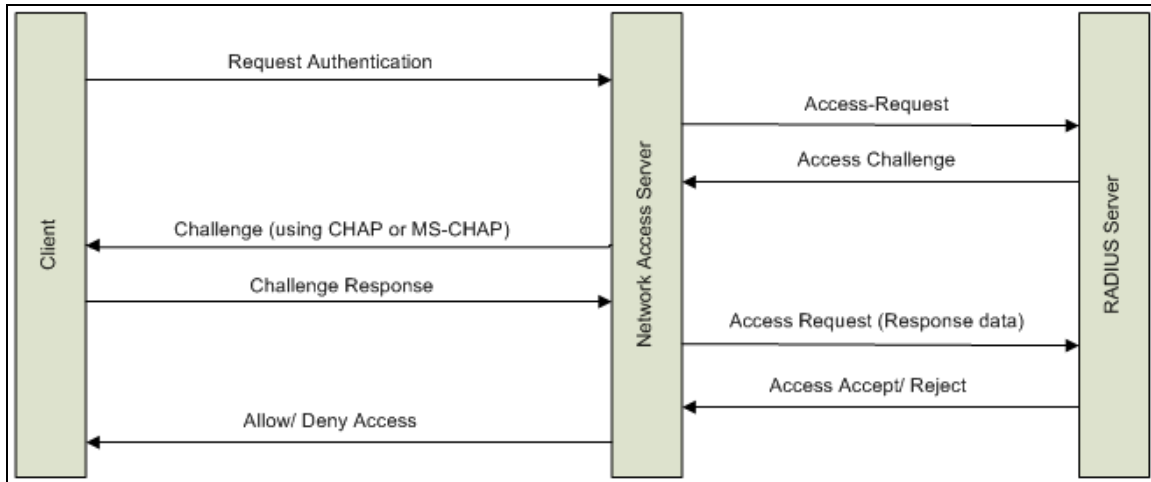 Request Authentication
Access-Request
Access Challenge
Challenge (using CHAP or MS-CHAP)
Challenge Response
Access Request (Response data)
Access Accept/ Reject
Allow/ Deny Access
Client
Network Access Server
RADIUS Server